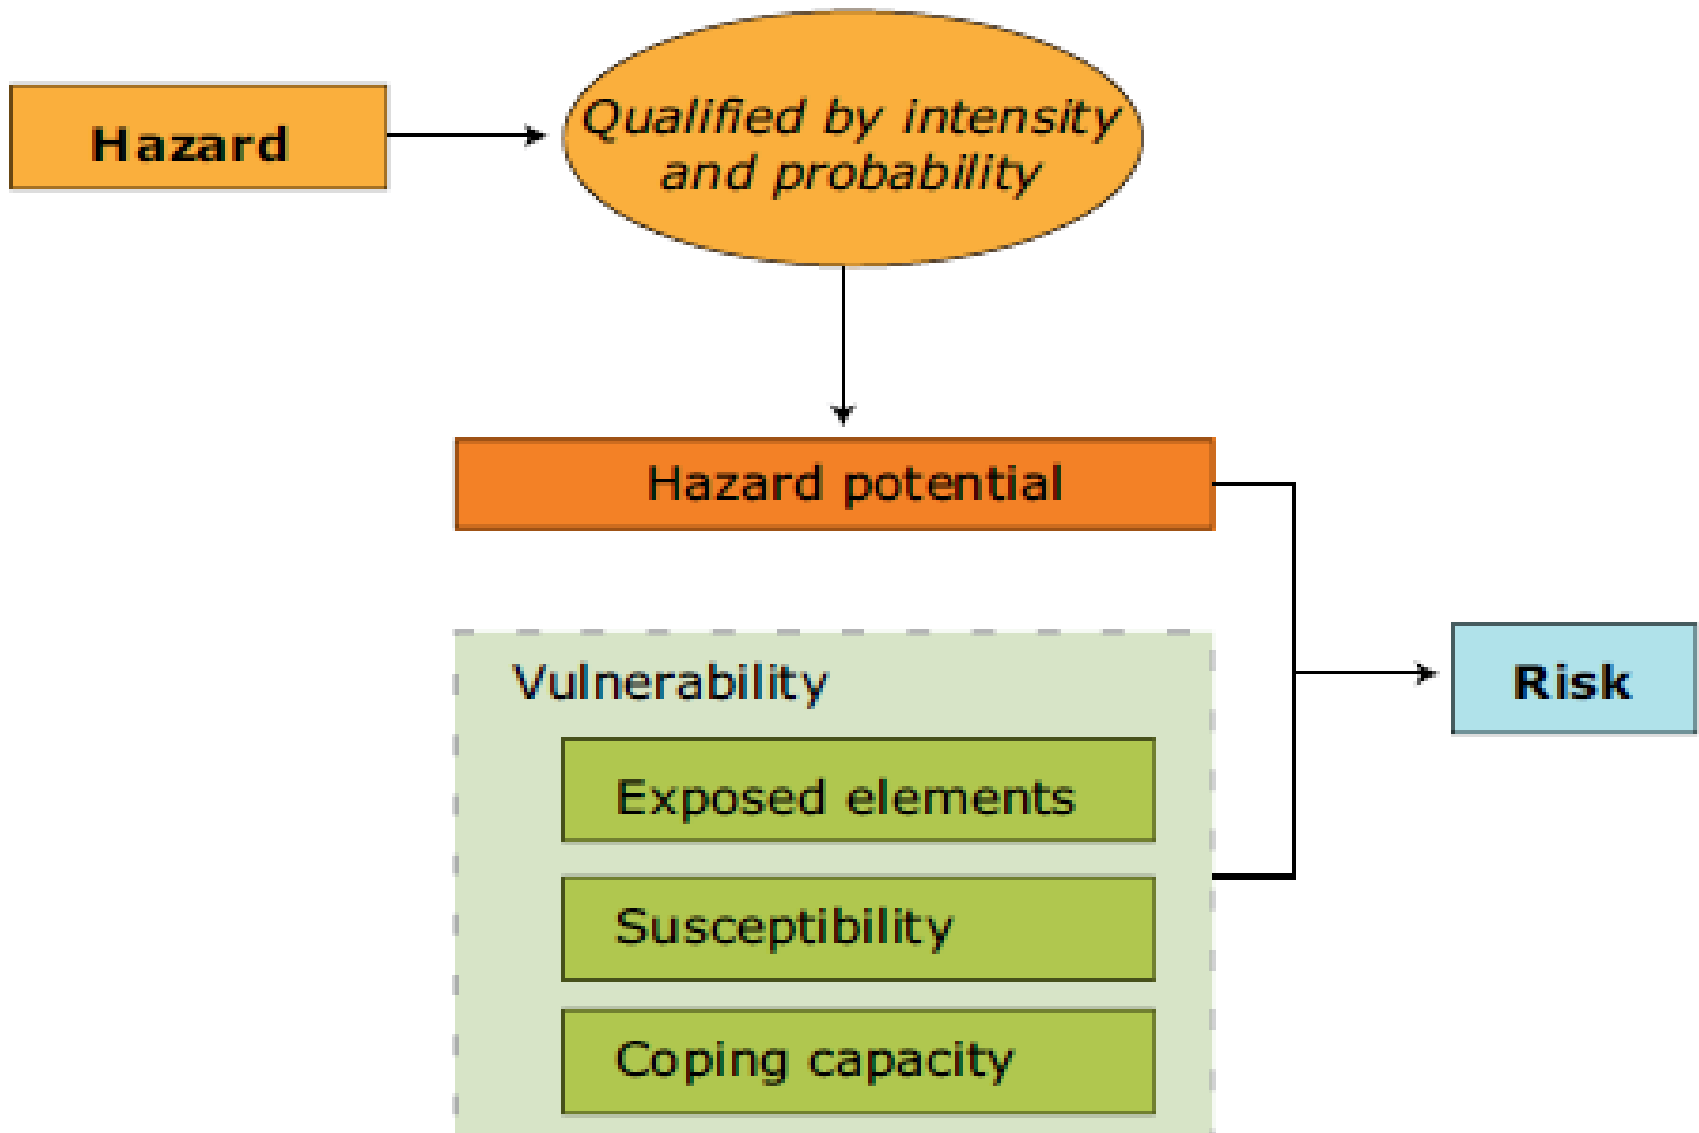 Hazard
Qualified by intensity
and probability
Hazard potential
Vulnerability
Exposed elements
Susceptibility
Coping capacity
Risk